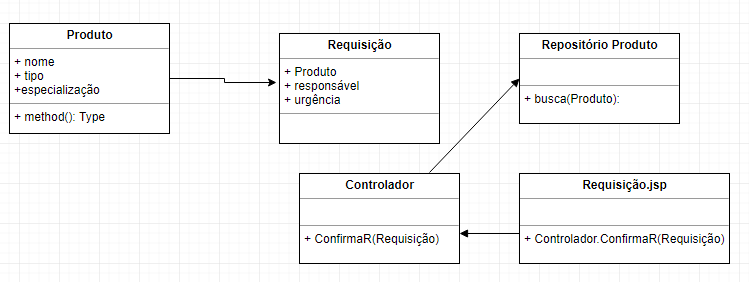 Produto
+ nome
+ tipo
+especialização
+ method(): Type
Requisição
+ Produto
+ responsável
+ urgência
Repositório Produto
+ busca(Produto):
Controlador
+ ConfirmaR(Requisição)
Requisição.jsp
+ Controlador.ConfirmaR(Requisição)